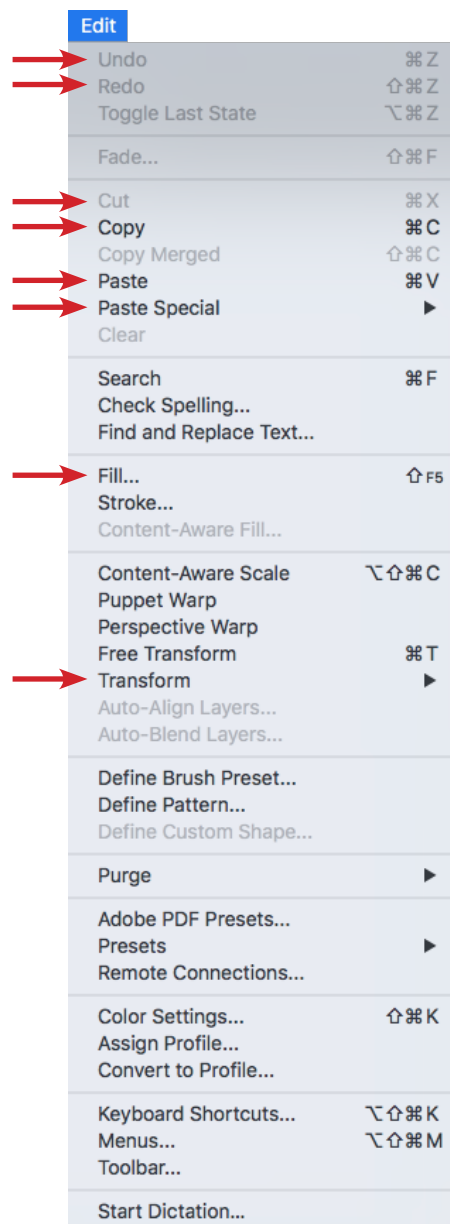 Edit
Undo ⌘Z
Redo ⇧⌘Z
Toggle Last State ⌥⌘Z
Fade... ⇧⌘F
Cut ⌘X
Copy ⌘C
Copy Merged ⇧⌘C
Paste ⌘V
Paste Special ▶
Clear
Search ⌘F
Check Spelling...
Find and Replace Text...
Fill... ⇧F5
Stroke...
Content-Aware Fill...
Content-Aware Scale ⌥⇧⌘C
Puppet Warp
Perspective Warp
Free Transform ⌘T
Transform ▶
Auto-Align Layers...
Auto-Blend Layers...
Define Brush Preset...
Define Pattern...
Define Custom Shape...
Purge ▶
Adobe PDF Presets...
Presets ▶
Remote Connections...
Color Settings... ⇧⌘K
Assign Profile...
Convert to Profile...
Keyboard Shortcuts... ⌥⇧⌘K
Menus... ⌥⇧⌘M
Toolbar...
Start Dictation...